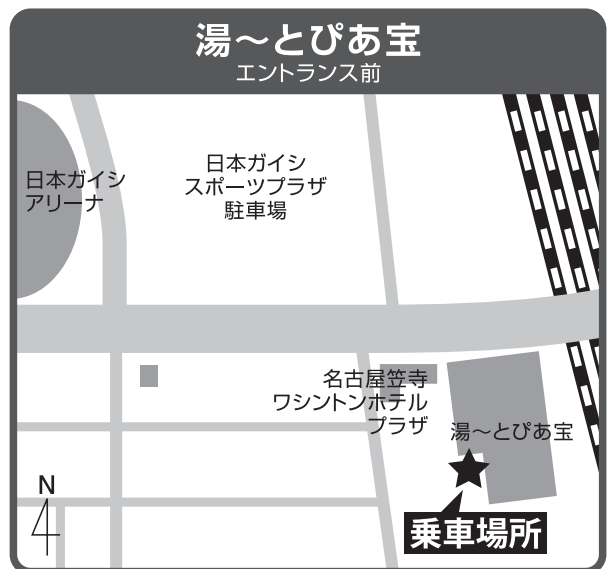 湯～とぴあ宝
エントランス前
日本ガイシ
アリーナ
日本ガイシ
スポーツプラザ
駐車場
名古屋笠寺
ワシントンホテル
プラザ
湯～とぴあ宝
N
乗車場所